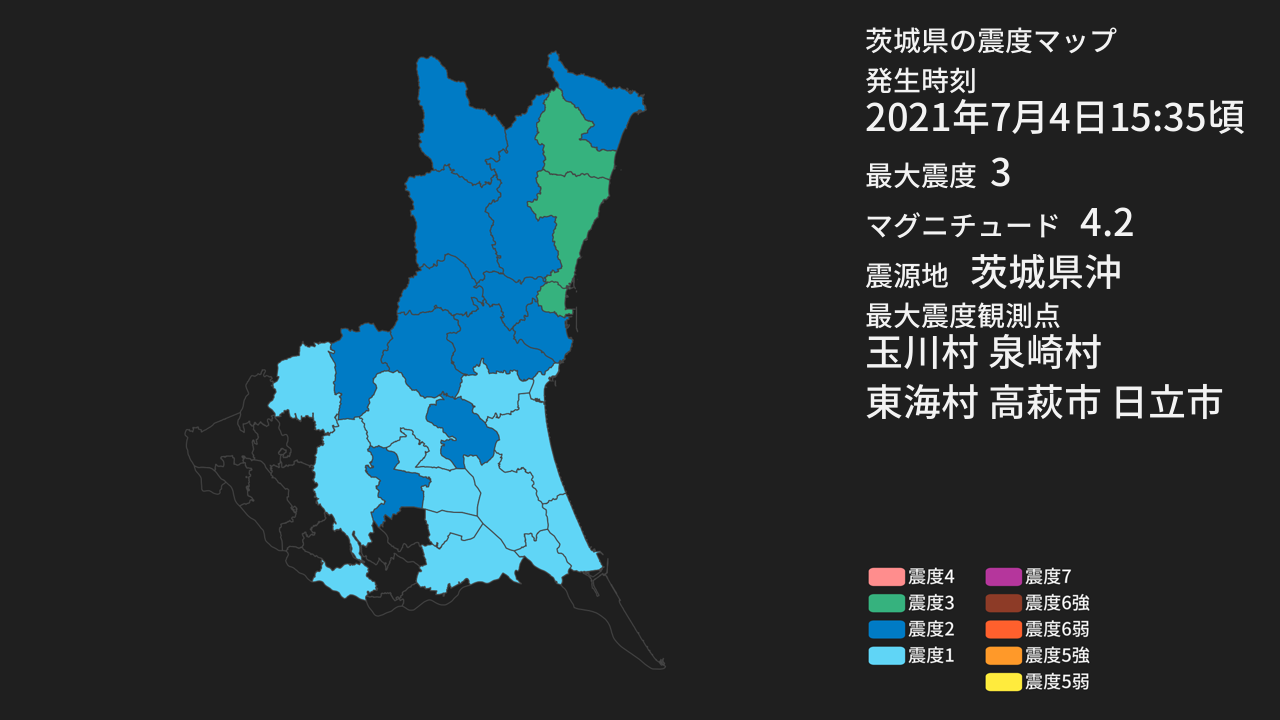 茨城県の震度マップ
発生時刻
2021年7月4日15:35頃
最大震度 3
マグニチュード 4.2
震源地 茨城県沖
最大震度観測点
玉川村 泉崎村
東海村 高萩市 日立市
震度4
震度3
震度2
震度1
震度7
震度6強
震度6弱
震度5強
震度5弱